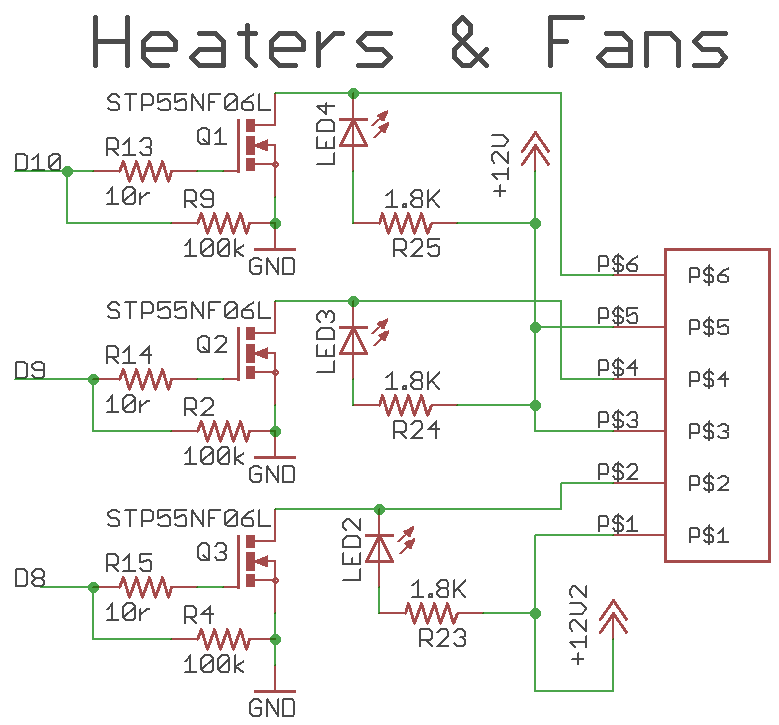 Heaters & Fans
STP55NF06L
Q1
D10
R13
10r
R9
100k
GND
LED4
1.8K
R25
+12V
P$6
P$6
P$5
P$5
STP55NF06L
Q2
D9
R14
10r
R2
100k
GND
LED3
1.8K
R24
P$4
P$4
P$3
P$3
P$2
P$2
P$1
P$1
STP55NF06L
Q3
D8
R15
10r
R4
100k
GND
LED2
1.8K
R23
+12V2